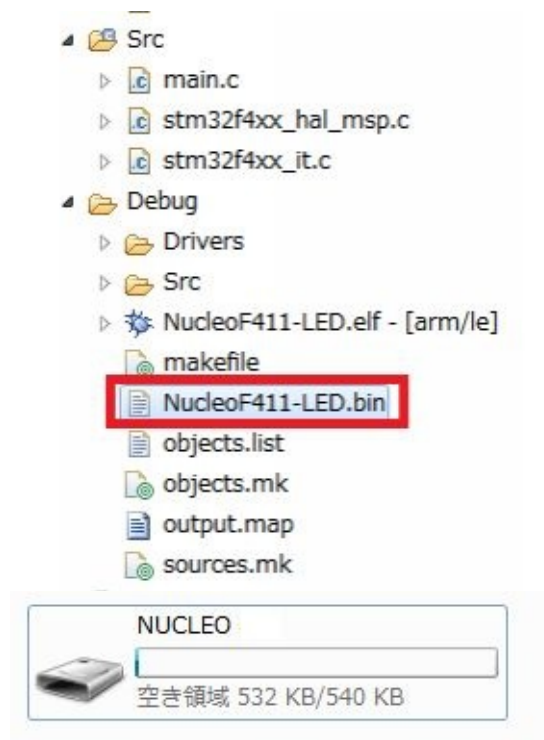 Src
main.c
stm32f4xx_hal_msp.c
stm32f4xx_it.c
Debug
Drivers
Src
NucleoF411-LED.elf - [arm/le]
makefile
NucleoF411-LED.bin
objects.list
objects.mk
output.map
sources.mk
NUCLEO
空き領域 532 KB/540 KB